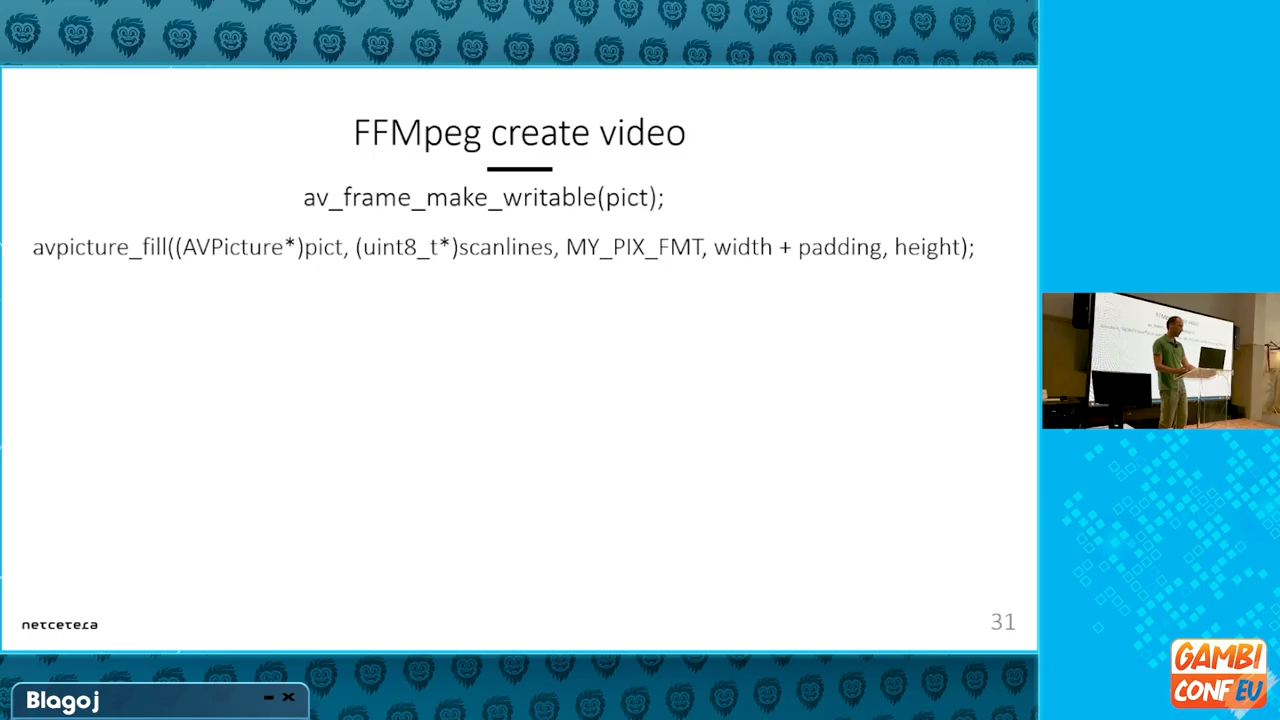 FFMpeg create video
av_frame_make_writable(pict);
avpicture_fill((AVPicture*)pict, (uint8_t*)scanlines, MY_PIX_FMT, width + padding, height);
netcetera
31
Blagoj
GAMBI
CONF EU